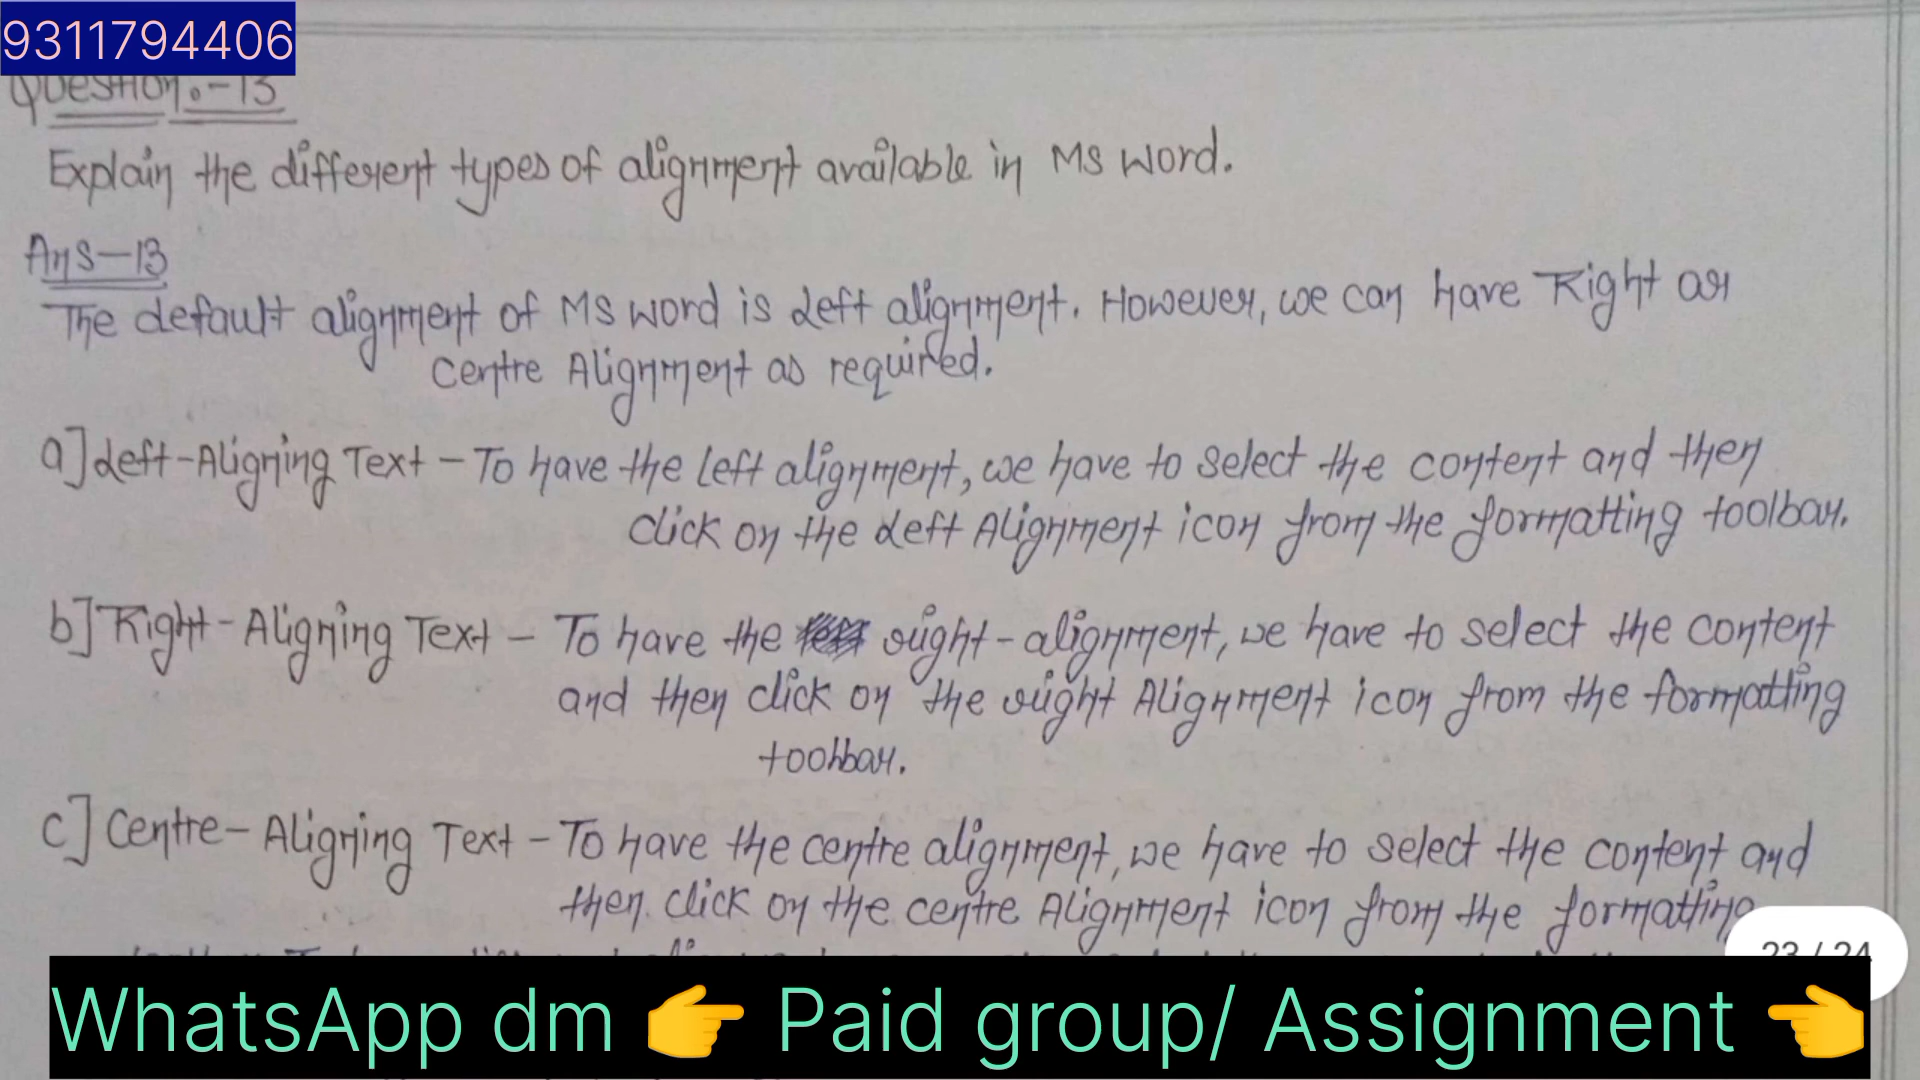 9311794406
Question:-13
Explain the different types of alignment available in MS Word.
Ans-13
The default alignment of MS Word is Left alignment. However, we can have Right or
Centre Alignment as required.
a] Left-Aligning Text - To have the Left alignment, we have to select the content and then
click on the Left Alignment icon from the formatting toolbar.
b] Right-Aligning Text - To have the right-alignment, we have to select the content
and then click on the right Alignment icon from the formatting
toolbar.
c] Centre-Aligning Text - To have the centre alignment, we have to select the content and
then click on the centre Alignment icon from the formatting
23 / 24
WhatsApp dm 👉 Paid group/ Assignment 👈